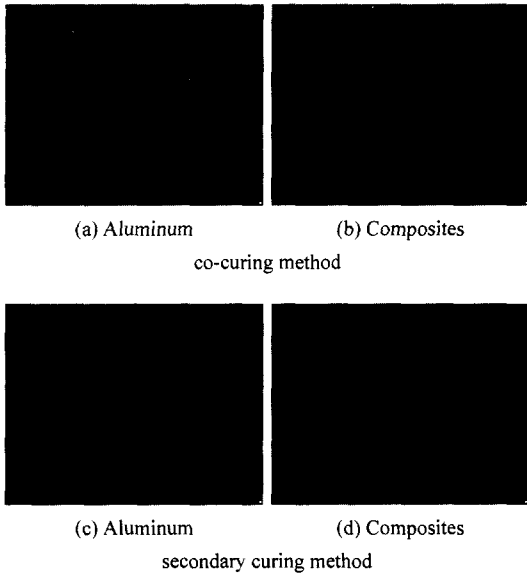 (a) Aluminum (b) Composites
co-curing method
(c) Aluminum (d) Composites
secondary curing method